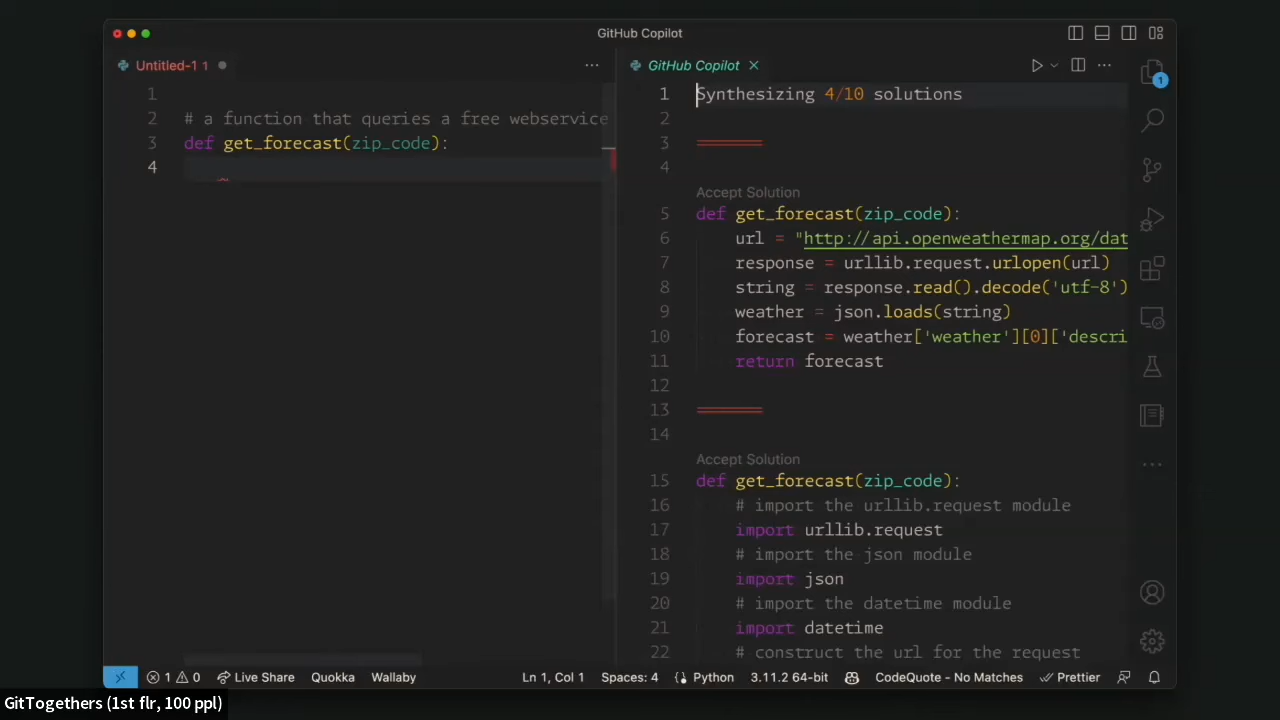 GitHub Copilot
Untitled-1 1
1
2 # a function that queries a free webservice
3 def get_forecast(zip_code):
4
GitHub Copilot
1 Synthesizing 4/10 solutions
2
3 ═══════
4
Accept Solution
5 def get_forecast(zip_code):
6 url = "http://api.openweathermap.org/dat
7 response = urllib.request.urlopen(url)
8 string = response.read().decode('utf-8')
9 weather = json.loads(string)
10 forecast = weather['weather'][0]['descri
11 return forecast
12
13 ═══════
14
Accept Solution
15 def get_forecast(zip_code):
16 # import the urllib.request module
17 import urllib.request
18 # import the json module
19 import json
20 # import the datetime module
21 import datetime
22 # construct the url for the request
1
1 0 Live Share Quokka Wallaby Ln 1, Col 1 Spaces: 4 Python 3.11.2 64-bit CodeQuote - No Matches Prettier
GitTogethers (1st flr, 100 ppl)